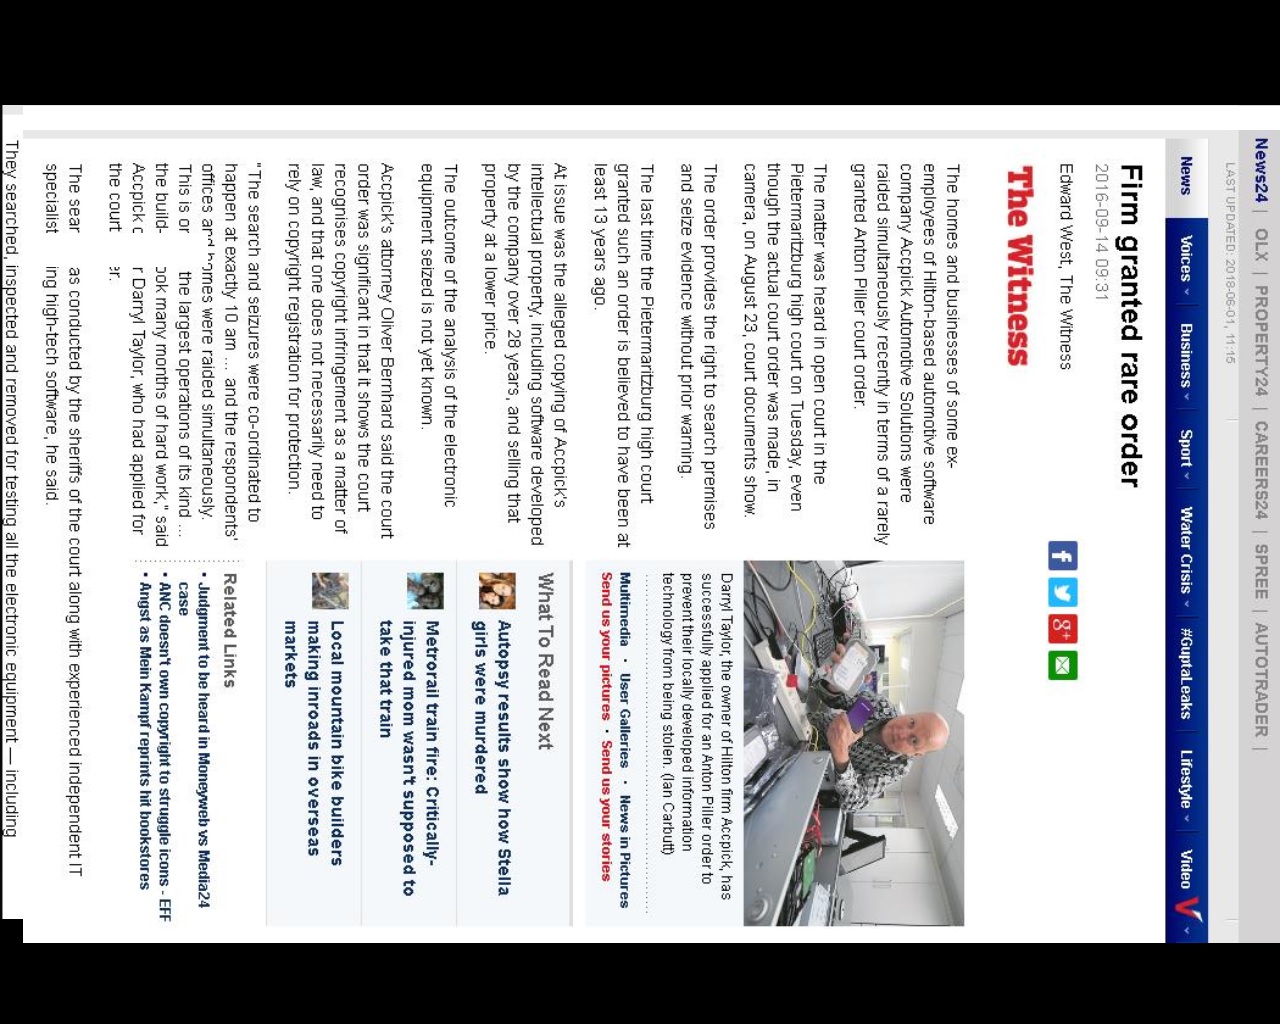 News24 | OLX | PROPERTY24 | CAREERS24 | SPREE | AUTOTRADER |
LAST UPDATED: 2018-06-01, 11:15
News Voices Business Sport Water Crisis #GuptaLeaks Lifestyle Video
Firm granted rare order
2016-09-14 09:31
Edward West, The Witness
The Witness
The homes and businesses of some ex-
employees of Hilton-based automotive software
company Accpick Automotive Solutions were
raided simultaneously recently in terms of a rarely
granted Anton Piller court order.
The matter was heard in open court in the
Pietermaritzburg high court on Tuesday, even
though the actual court order was made, in
camera, on August 23, court documents show.
The order provides the right to search premises
and seize evidence without prior warning.
The last time the Pietermaritzburg high court
granted such an order is believed to have been at
least 13 years ago.
At issue was the alleged copying of Accpick's
intellectual property, including software developed
by the company over 28 years, and selling that
property at a lower price.
The outcome of the analysis of the electronic
equipment seized is not yet known.
Accpick's attorney Oliver Bernhard said the court
order was significant in that it shows the court
recognises copyright infringement as a matter of
law, and that one does not necessarily need to
rely on copyright registration for protection.
"The search and seizures were co-ordinated to
happen at exactly 10 am ... and the respondents'
offices and homes were raided simultaneously.
This is or the largest operations of its kind ...
the build- ook many months of hard work," said
Accpick c r Darryl Taylor, who had applied for
the court er.
The sear as conducted by the sheriffs of the court along with experienced independent IT
specialist ing high-tech software, he said.
They searched, inspected and removed for testing all the electronic equipment — including
Darryl Taylor, the owner of Hilton firm Accpick, has
successfully applied for an Anton Piller order to
prevent their locally developed information
technology from being stolen. (Ian Carbutt)
Multimedia · User Galleries · News in Pictures
Send us your pictures · Send us your stories
What To Read Next
Autopsy results show how Stella
girls were murdered
Metrorail train fire: Critically-
injured mom wasn't supposed to
take that train
Local mountain bike builders
making inroads in overseas
markets
Related Links
• Judgment to be heard in Moneyweb vs Media24
case
• ANC doesn't own copyright to struggle icons - EFF
• Angst as Mein Kampf reprints hit bookstores